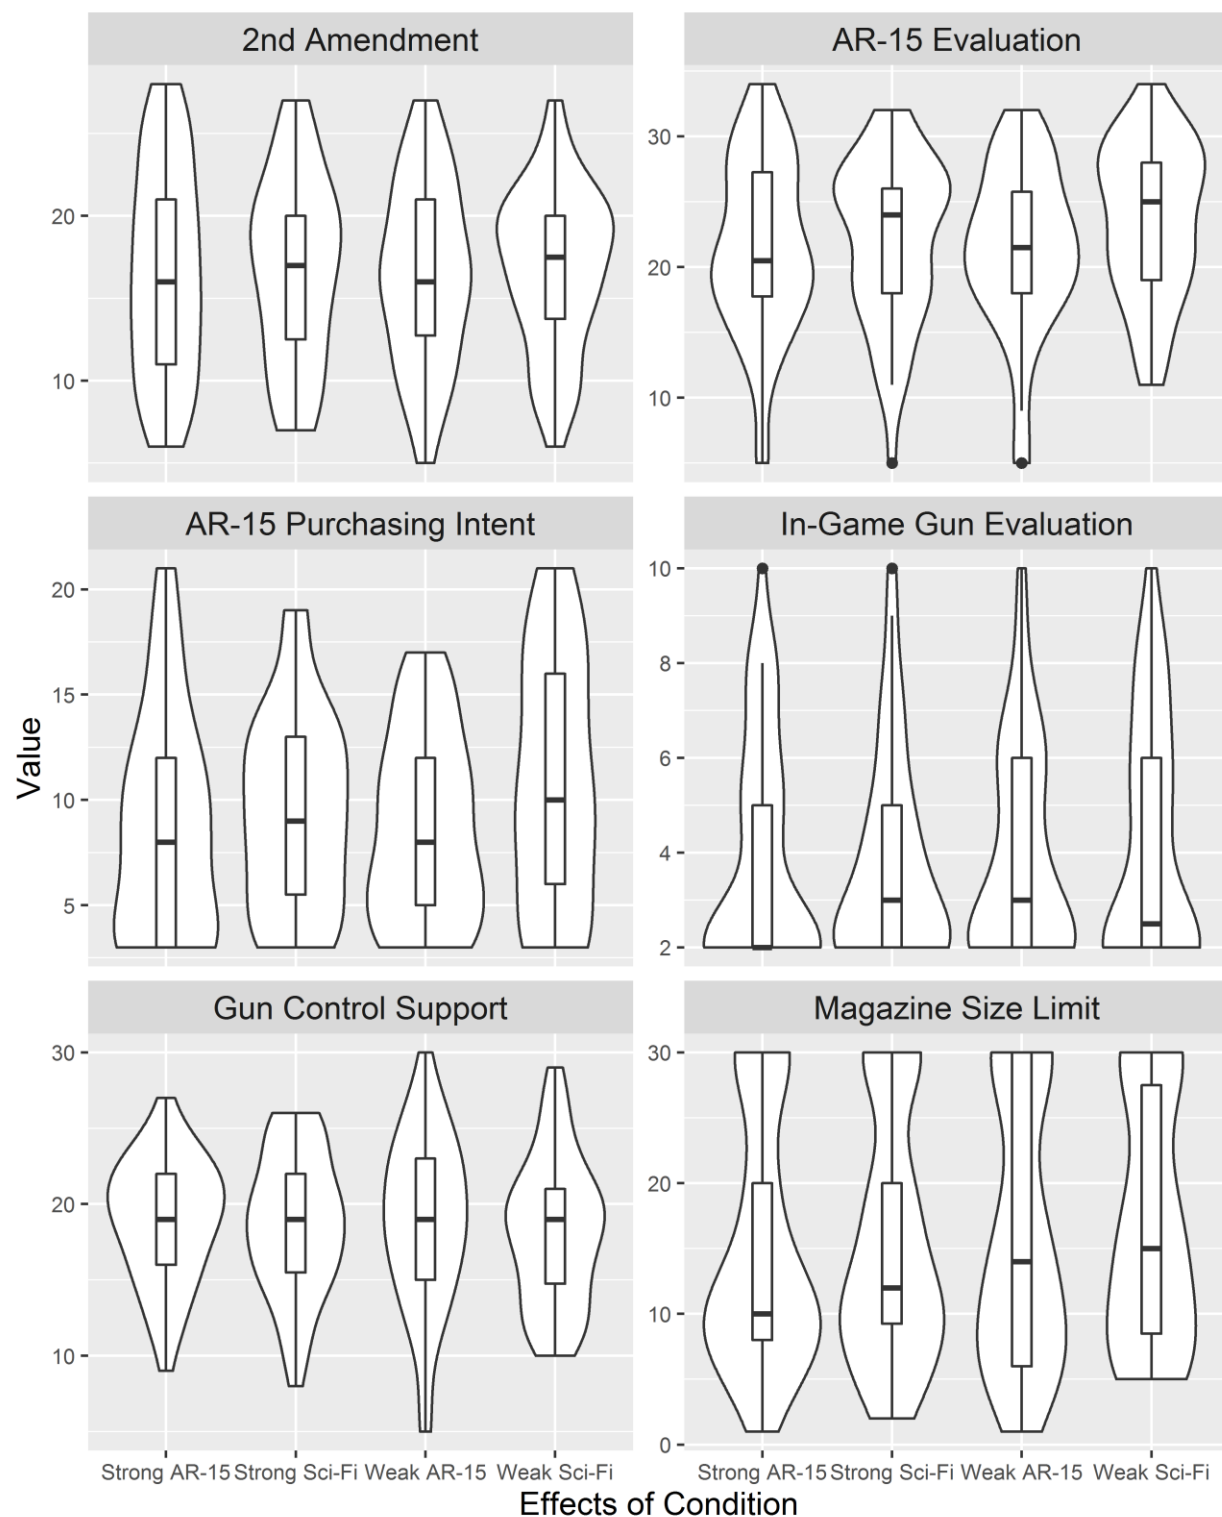 2nd Amendment
AR-15 Evaluation
20
10
30
20
10
AR-15 Purchasing Intent
In-Game Gun Evaluation
20
15
10
5
10
8
6
4
2
Value
Gun Control Support
Magazine Size Limit
30
20
10
30
20
10
0
Strong AR-15 Strong Sci-Fi Weak AR-15 Weak Sci-Fi
Strong AR-15 Strong Sci-Fi Weak AR-15 Weak Sci-Fi
Effects of Condition